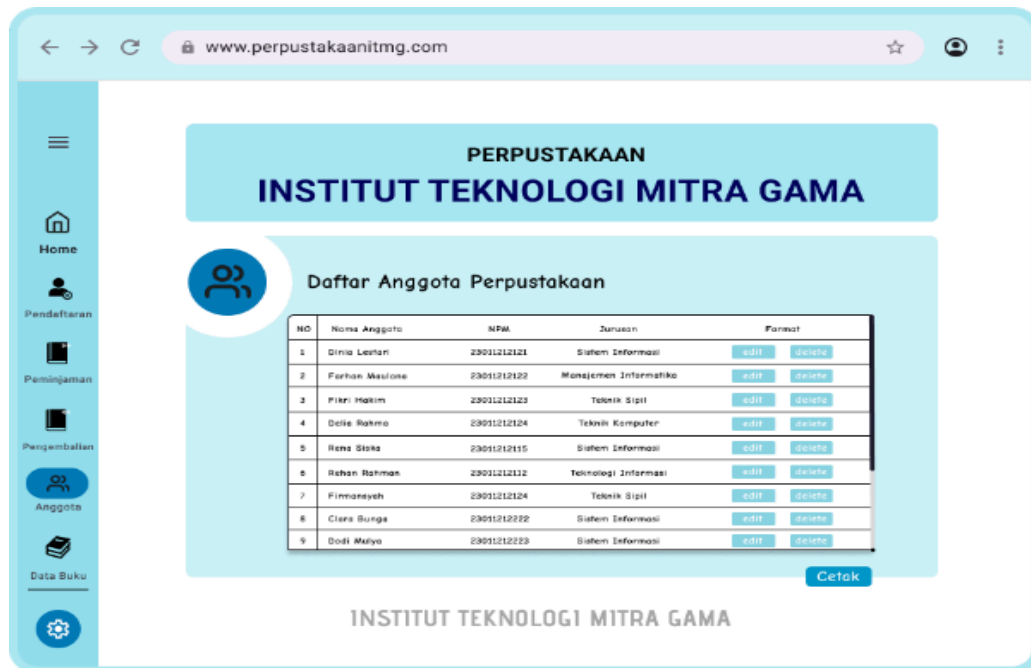 www.perpustakaanitmg.com
PERPUSTAKAAN
INSTITUT TEKNOLOGI MITRA GAMA
Home
Pendaftaran
Peminjaman
Pengembalian
Anggota
Data Buku
Daftar Anggota Perpustakaan
NO Nama Anggota NPM Jurusan Format
1 Dinia Lestari 23011212121 Sistem Informasi edit delete
2 Farhan Maulana 23011212122 Manajemen Informatika edit delete
3 Fikri Hakim 23011212123 Teknik Sipil edit delete
4 Delia Rahma 23011212124 Teknik Komputer edit delete
5 Rena Siska 23011212115 Sistem Informasi edit delete
6 Rehan Rahman 23011212112 Teknologi Informasi edit delete
7 Firmansyah 23011212124 Teknik Sipil edit delete
8 Clara Bunga 23011212222 Sistem Informasi edit delete
9 Dodi Mulya 23011212223 Sistem Informasi edit delete
Cetak
INSTITUT TEKNOLOGI MITRA GAMA